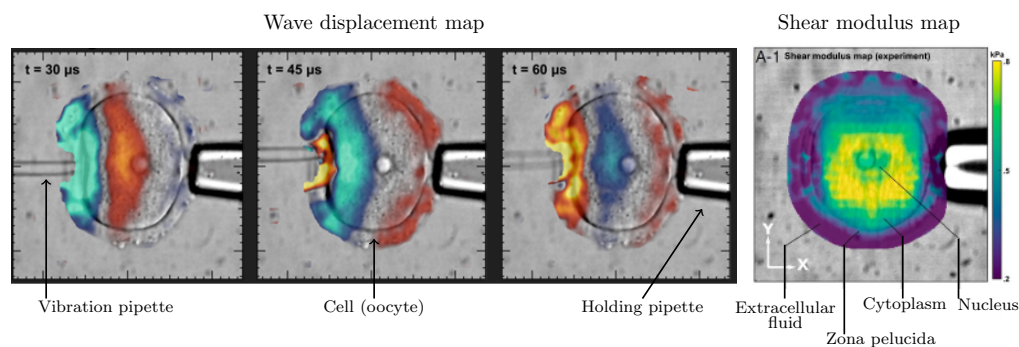 Wave displacement map
Shear modulus map
t = 30 µs
t = 45 µs
t = 60 µs
A-1 Shear modulus map (experiment)
kPa
.8
.5
.2
Y
X
Vibration pipette
Cell (oocyte)
Holding pipette
Extracellular
fluid
Zona pelucida
Cytoplasm
Nucleus